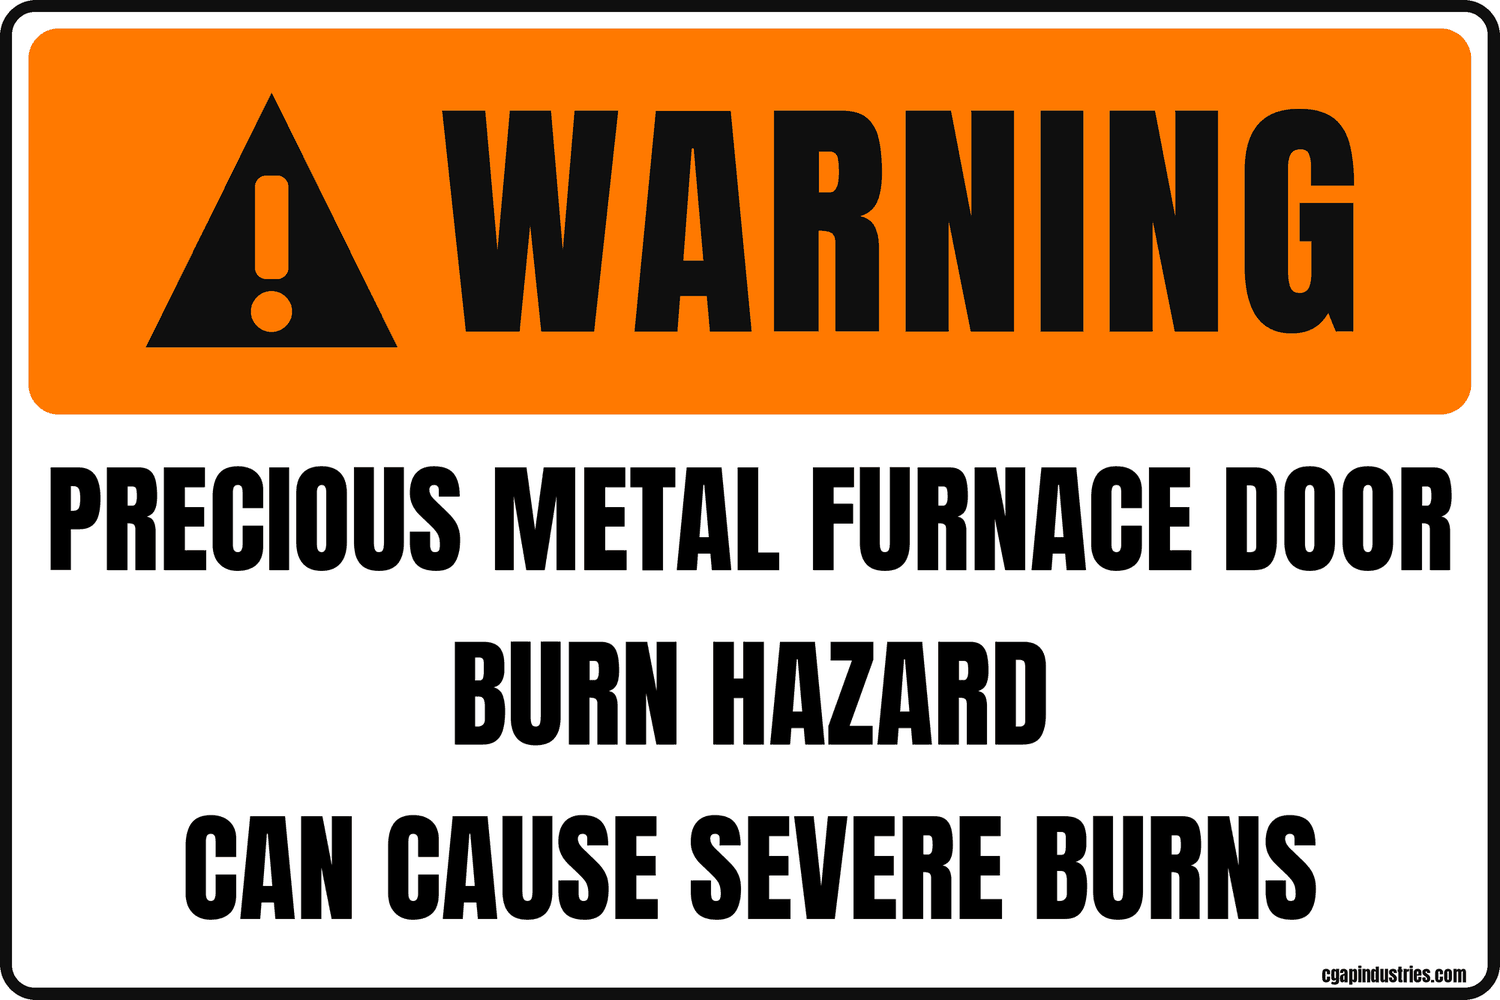 WARNING
PRECIOUS METAL FURNACE DOOR
BURN HAZARD
CAN CAUSE SEVERE BURNS
cgapindustries.com